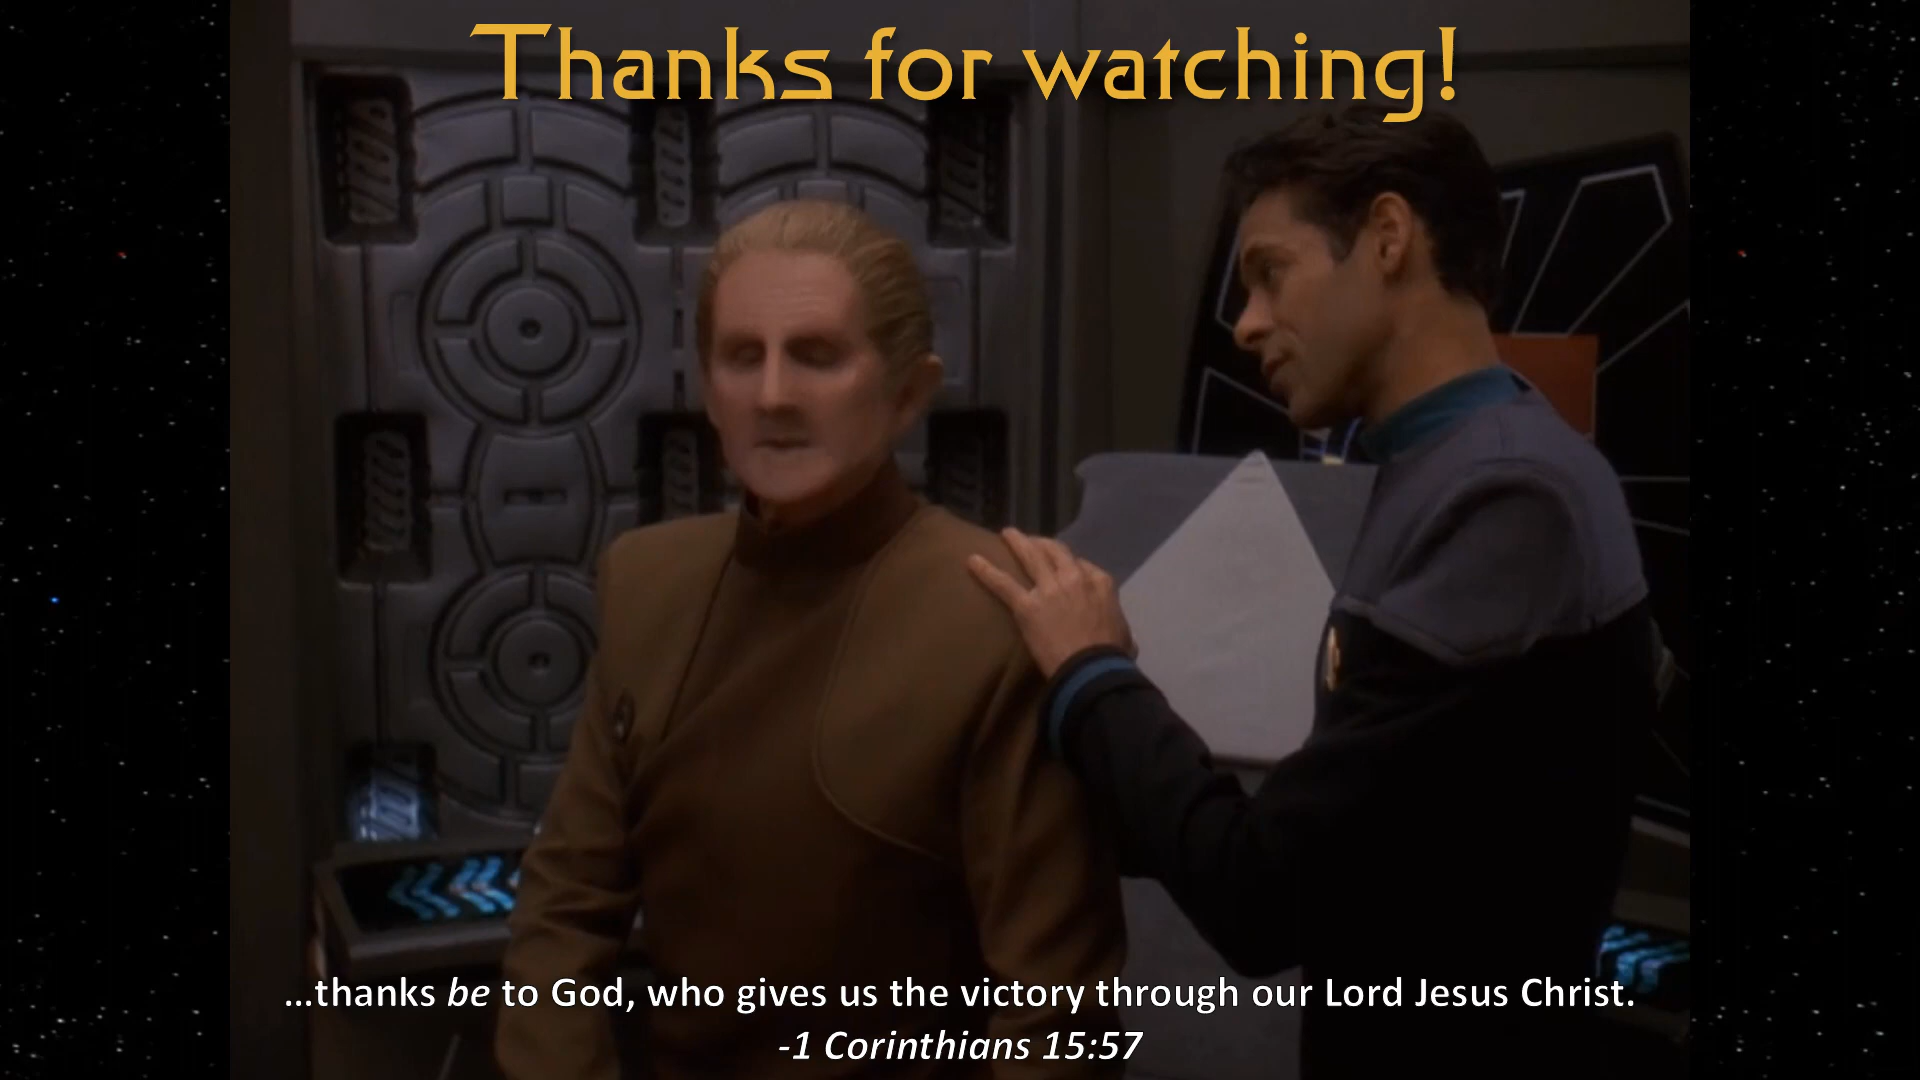 Thanks for watching!
...thanks be to God, who gives us the victory through our Lord Jesus Christ.
-1 Corinthians 15:57